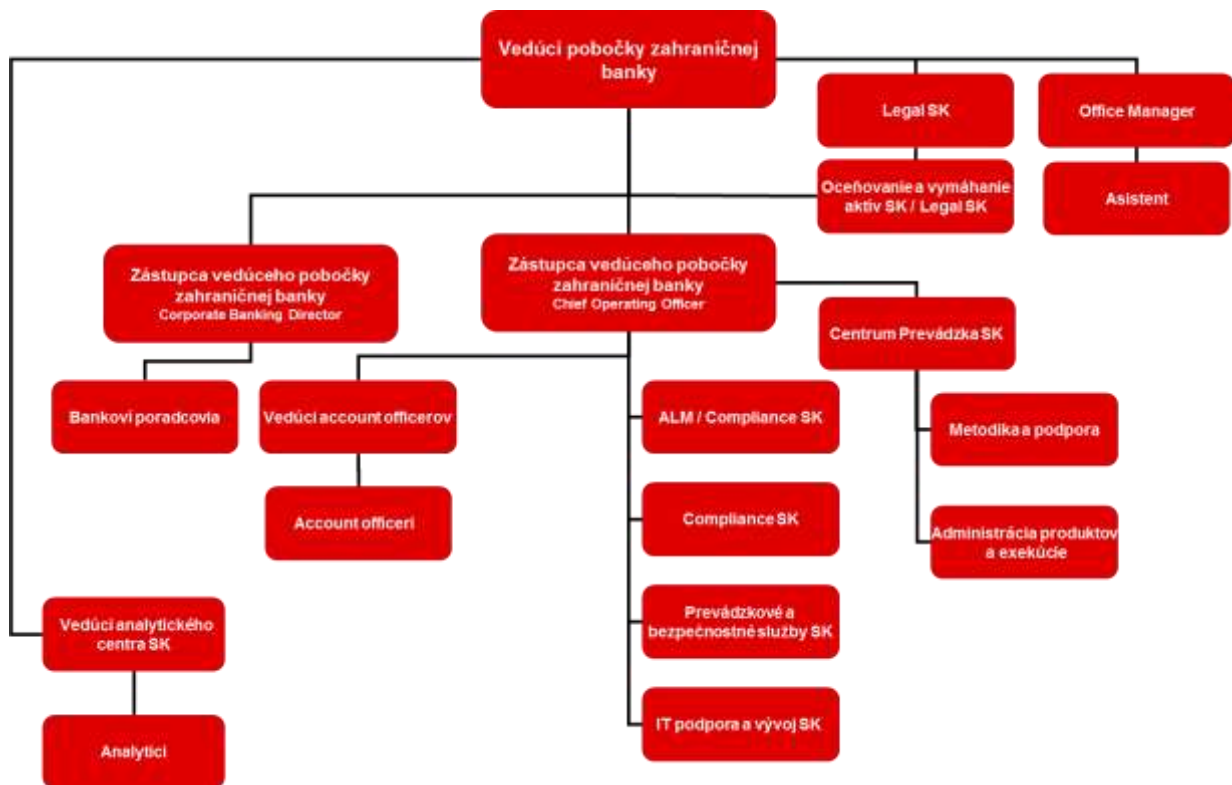 Vedúci pobočky zahraničnej
banky
Legal SK
Office Manager
Oceňovanie a vymáhanie
aktív SK / Legal SK
Asistent
Zástupca vedúceho pobočky
zahraničnej banky
Corporate Banking Director
Zástupca vedúceho pobočky
zahraničnej banky
Chief Operating Officer
Centrum Prevádzka SK
Bankoví poradcovia
Vedúci account officerov
ALM / Compliance SK
Metodika a podpora
Account officeri
Compliance SK
Administrácia produktov
a exekúcie
Vedúci analytického
centra SK
Prevádzkové a
bezpečnostné služby SK
Analytici
IT podpora a vývoj SK